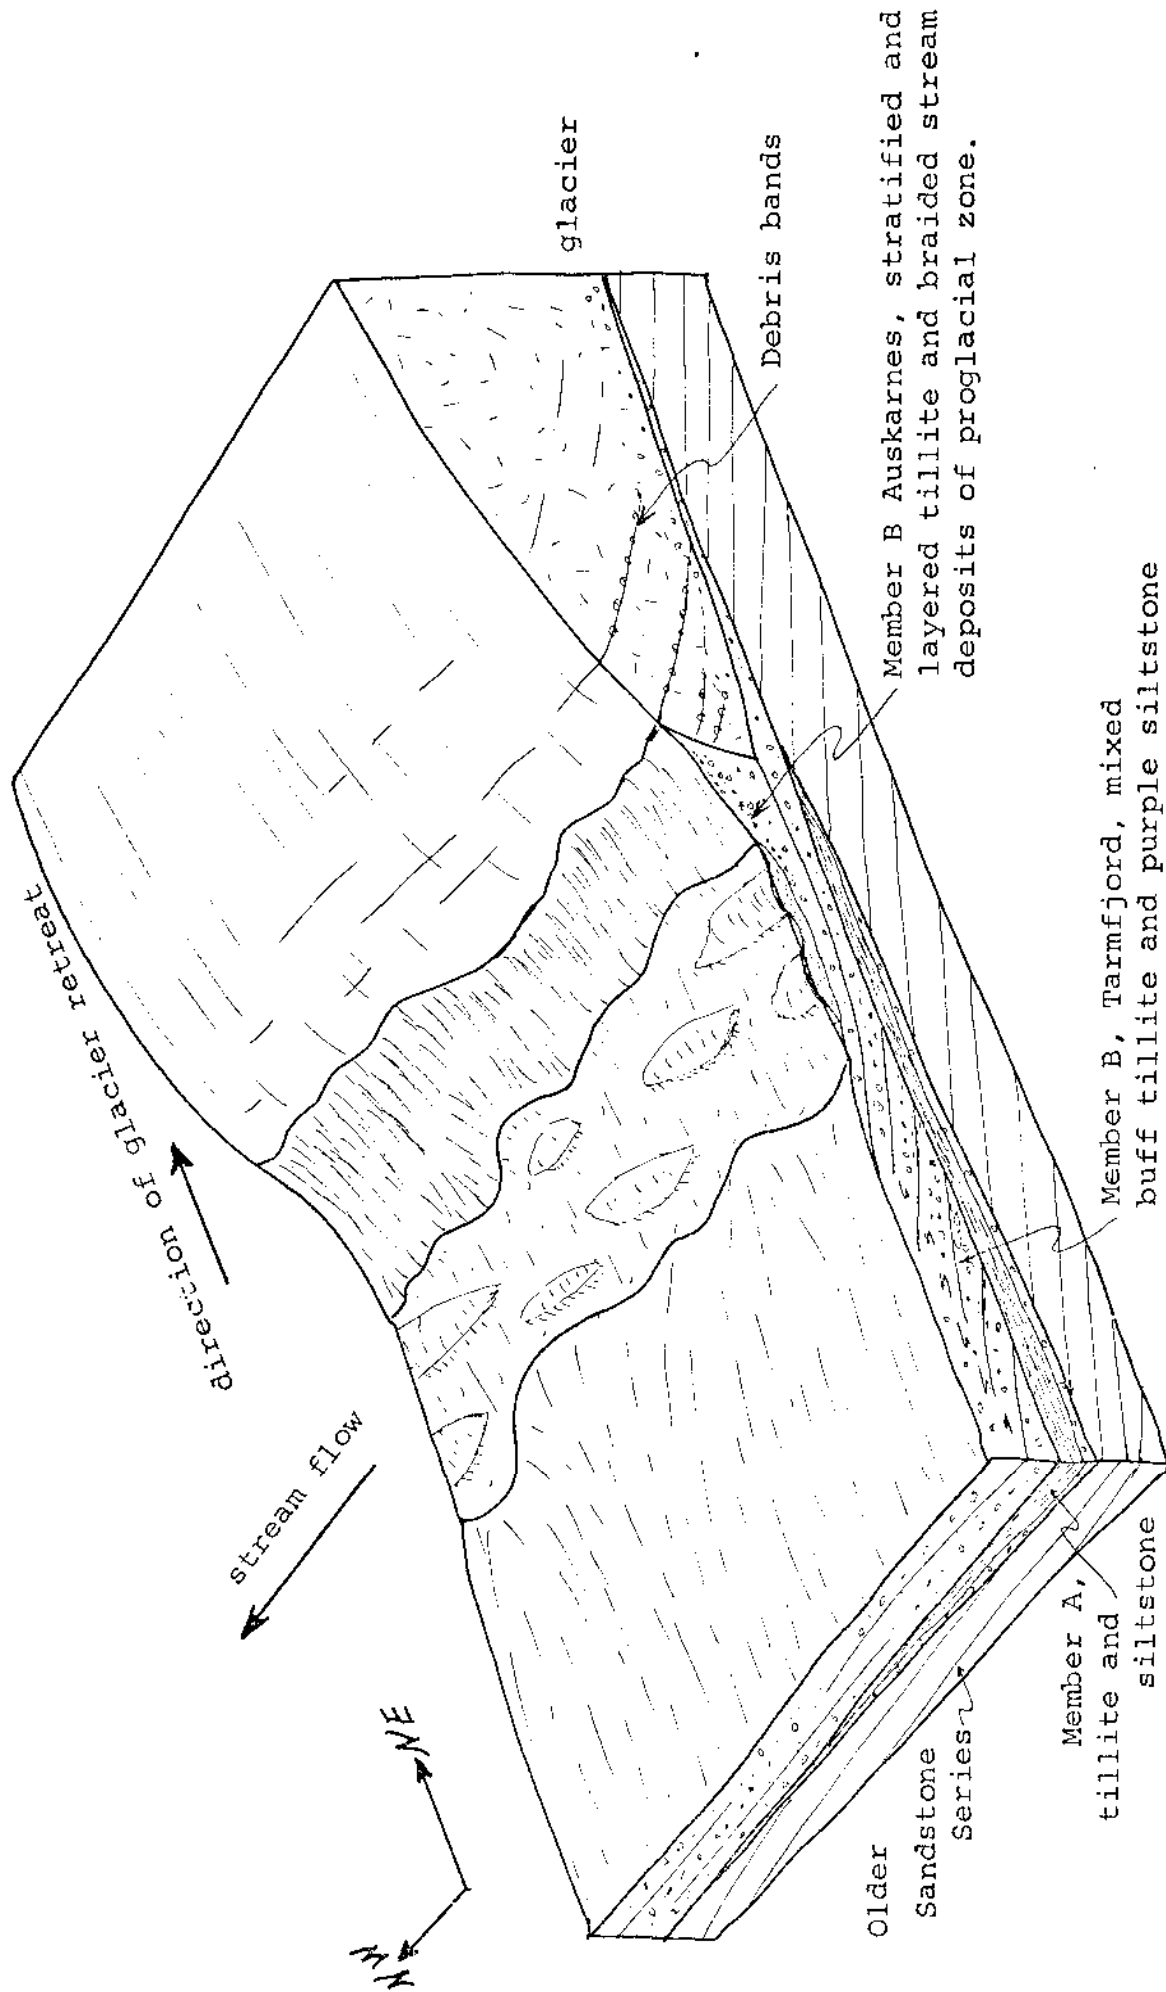 direction of glacier retreat
stream flow
NW
NE
glacier
Debris bands
Member B Auskarnes, stratified and
layered tillite and braided stream
deposits of proglacial zone.
Member B, Tarmfjord, mixed
buff tillite and purple siltstone
Older
Sandstone
Series
Member A,
tillite and
siltstone